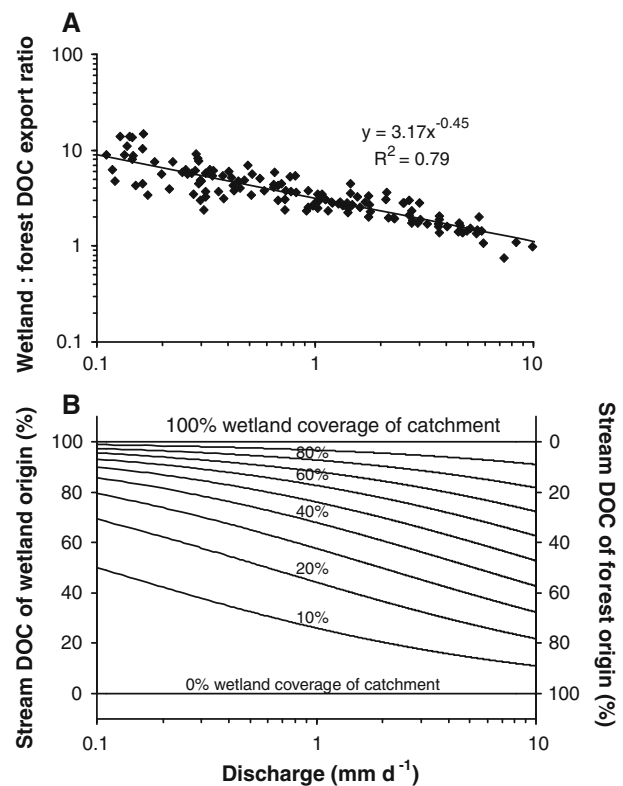 A
Wetland : forest DOC export ratio
100
10
1
0.1
y = 3.17x^-0.45
R^2 = 0.79
0.1
1
10
B
Stream DOC of wetland origin (%)
100
80
60
40
20
0
100% wetland coverage of catchment
80%
60%
40%
20%
10%
0% wetland coverage of catchment
0
20
40
60
80
100
Stream DOC of forest origin (%)
0.1
1
10
Discharge (mm d^-1)